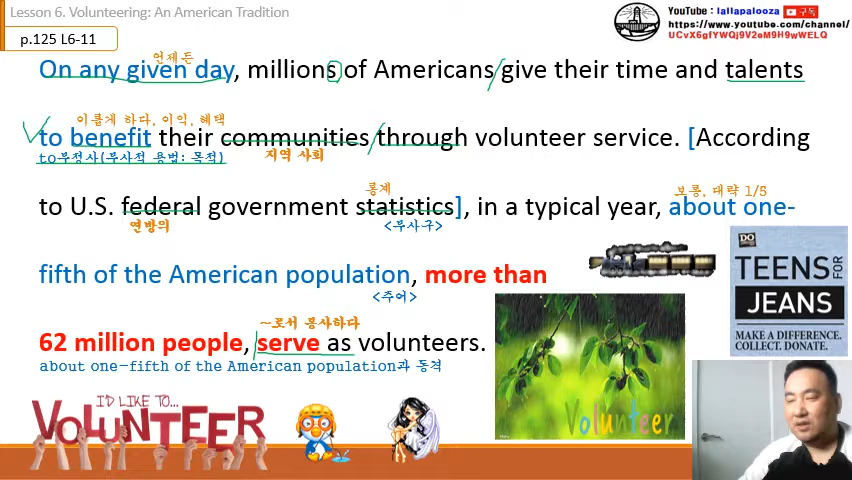 Lesson 6. Volunteering: An American Tradition
p.125 L6-11
YouTube : lallapalooza 구독
https://www.youtube.com/channel/
UCvX6gfYWQj9V2eM9H9wWELQ
언제든
On any given day, millions of Americans give their time and talents
이롭게 하다, 이익, 혜택
to benefit their communities through volunteer service. [According
to부정사(부사적 용법: 목적)
지역 사회
통계
보통, 대략 1/5
to U.S. federal government statistics], in a typical year, about one-
연방의
<부사구>
fifth of the American population, more than
<주어>
~로서 봉사하다
62 million people, serve as volunteers.
about one-fifth of the American population과 동격
DO
TEENS FOR
JEANS
MAKE A DIFFERENCE.
COLLECT. DONATE.
Volunteer
I'D LIKE TO...
VOLUNTEER